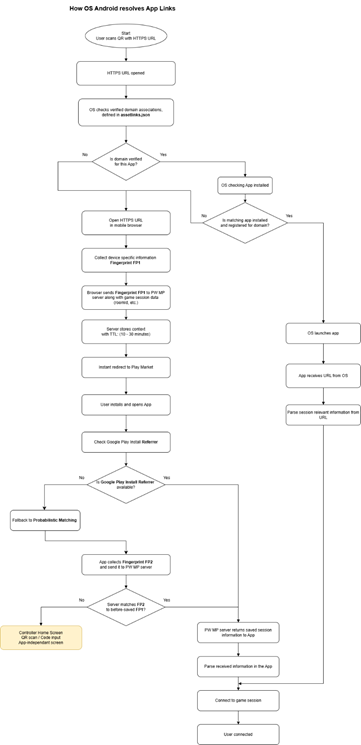 How OS Android resolves App Links
Start
User scans QR with HTTPS URL
HTTPS URL opened
OS checks verified domain associations,
defined in assetlinks.json
Is domain verified
for this App?
No
Yes
OS checking App installed
Is matching app installed
and registered for domain?
No
Yes
Open HTTPS URL
in mobile browser
Collect device specific information
Fingerprint FP1
Browser sends Fingerprint FP1 to PW MP
server along with game session data
(roomId, etc.)
Server stores context
with TTL: (10 - 30 minutes)
Instant redirect to Play Market
User installs and opens App
Check Google Play Install Referrer
OS launches app
App receives URL from OS
Parse session relevant information from
URL
Is Google Play Install Referrer
available?
No
Yes
Fallback to Probabilistic Matching
App collects Fingerprint FP2
and send it to PW MP server
Server matches FP2
to before-saved FP1?
No
Yes
Controller Home Screen
QR scan / Code input
App-independent screen
PW MP server returns saved session
information to App
Parse received information in the App
Connect to game session
User connected